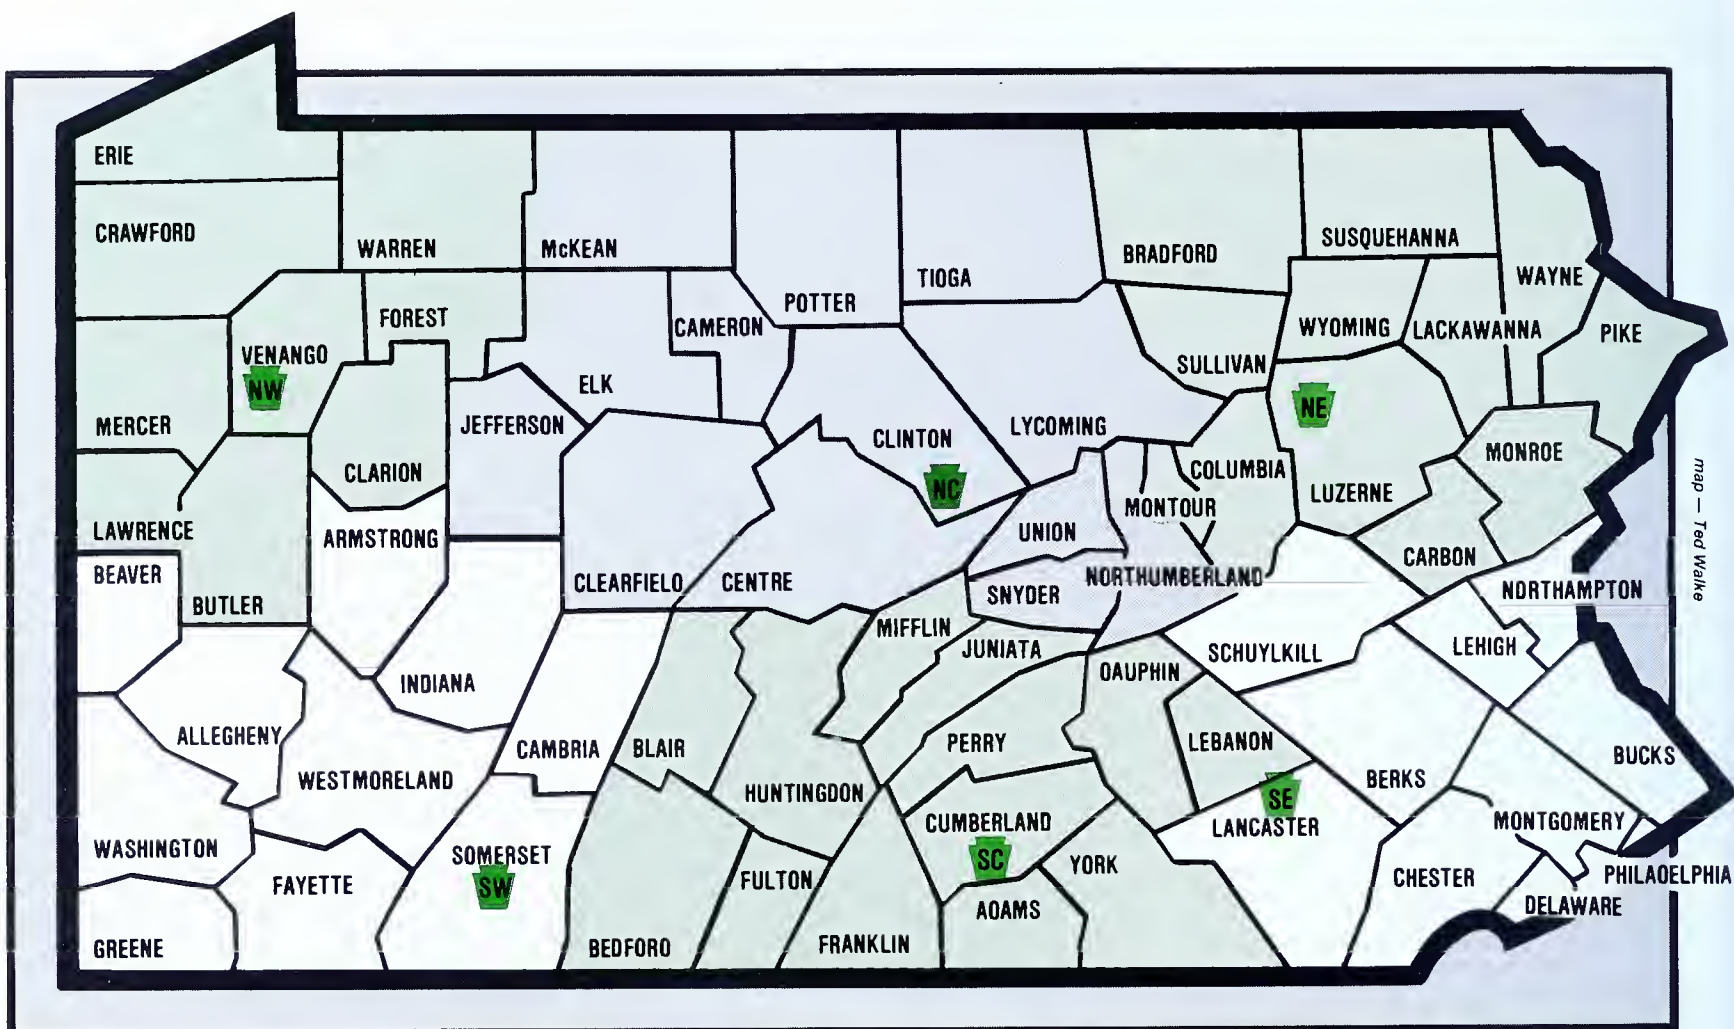 ERIE
CRAWFORD
WARREN
McKEAN
POTTER
TIOGA
BRADFORD
SUSQUEHANNA
WAYNE
FOREST
CAMERON
WYOMING
LACKAWANNA
PIKE
VENANGO
NW
ELK
SULLIVAN
NE
MERCER
JEFFERSON
CLINTON
LYCOMING
CLARION
NC
COLUMBIA
MONROE
LUZERNE
MONTOUR
LAWRENCE
ARMSTRONG
UNION
CARBON
BEAVER
BUTLER
CLEARFIELD
CENTRE
SNYDER
NORTHUMBERLAND
NORTHAMPTON
MIFFLIN
JUNIATA
SCHUYLKILL
LEHIGH
INDIANA
DAUPHIN
ALLEGHENY
CAMBRIA
BLAIR
PERRY
LEBANON
BUCKS
WESTMORELAND
HUNTINGDON
BERKS
SE
CUMBERLAND
LANCASTER
MONTGOMERY
WASHINGTON
SOMERSET
SW
SC
YORK
FAYETTE
FULTON
CHESTER
PHILADELPHIA
DELAWARE
ADAMS
GREENE
BEDFORD
FRANKLIN
map — Ted Walke